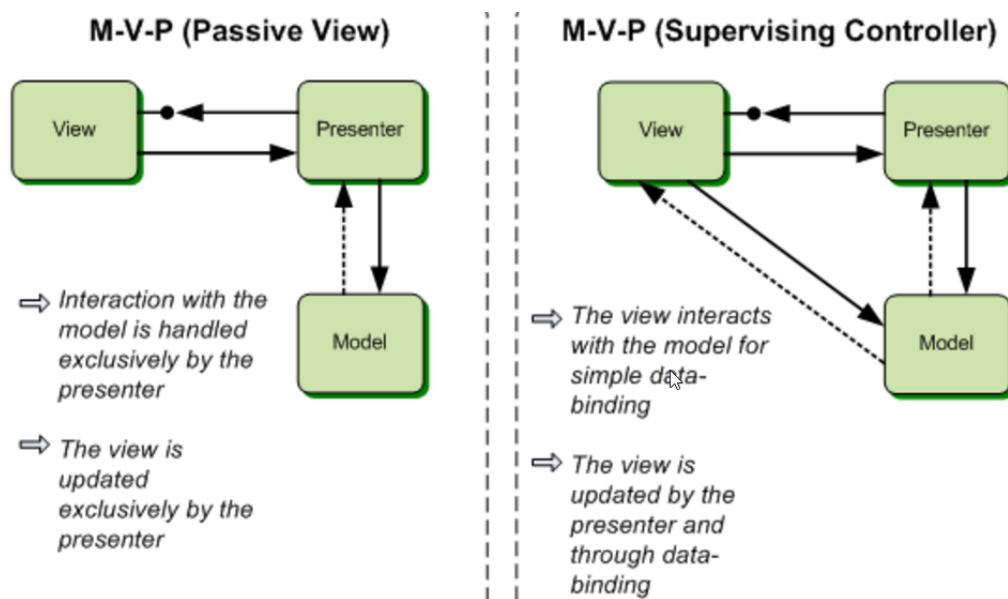 M-V-P (Passive View)
View
Presenter
Model
Interaction with the
model is handled
exclusively by the
presenter
The view is
updated
exclusively by the
presenter
M-V-P (Supervising Controller)
View
Presenter
Model
The view interacts
with the model for
simple data-
binding
The view is
updated by the
presenter and
through data-
binding